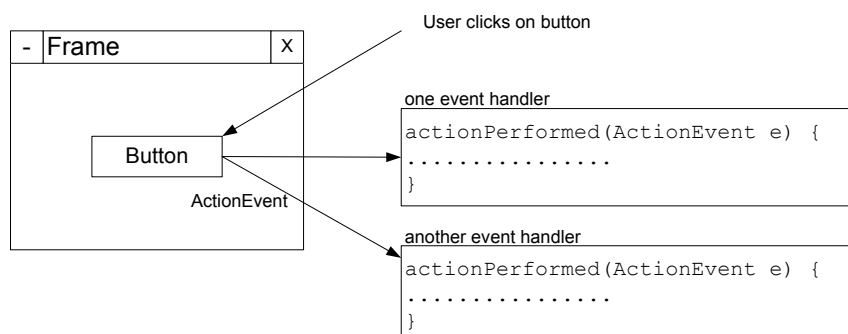 User clicks on button
- Frame X
one event handler
actionPerformed(ActionEvent e) {
................
}
Button
ActionEvent
another event handler
actionPerformed(ActionEvent e) {
................
}